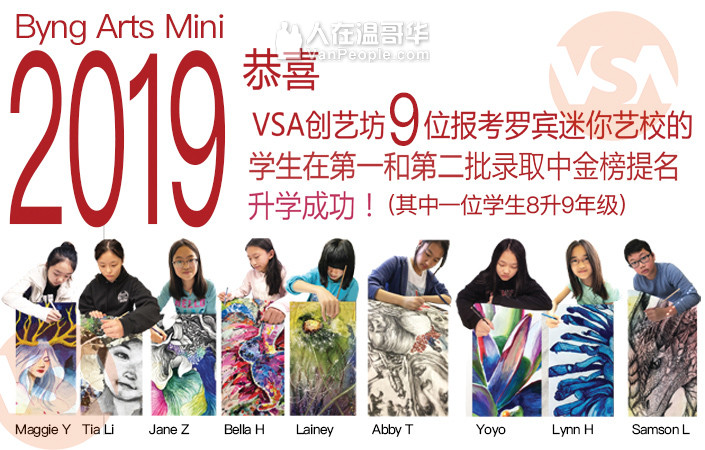 Byng Arts Mini
2019
人在温哥华
VanPeople.com
VSA
恭喜
VSA创艺坊9位报考罗宾迷你艺校的
学生在第一和第二批录取中金榜提名
升学成功！（其中一位学生8升9年级）
Maggie Y Tia Li Jane Z Bella H Lainey Abby T Yoyo Lynn H Samson L